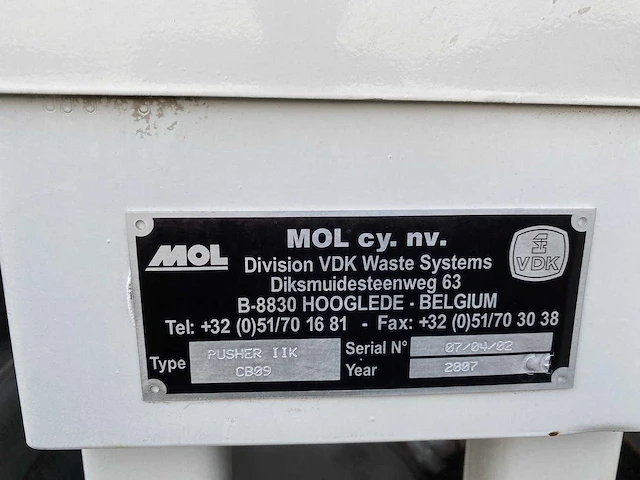 MOL
MOL cy. nv.
Division VDK Waste Systems
Diksmuidesteenweg 63
B-8830 HOOGLEDE - BELGIUM
VDK
Tel: +32 (0)51/70 16 81 - Fax: +32 (0)51/70 30 38
Type PUSHER IIK
CB09
Serial N° 07/04/02
Year 2007